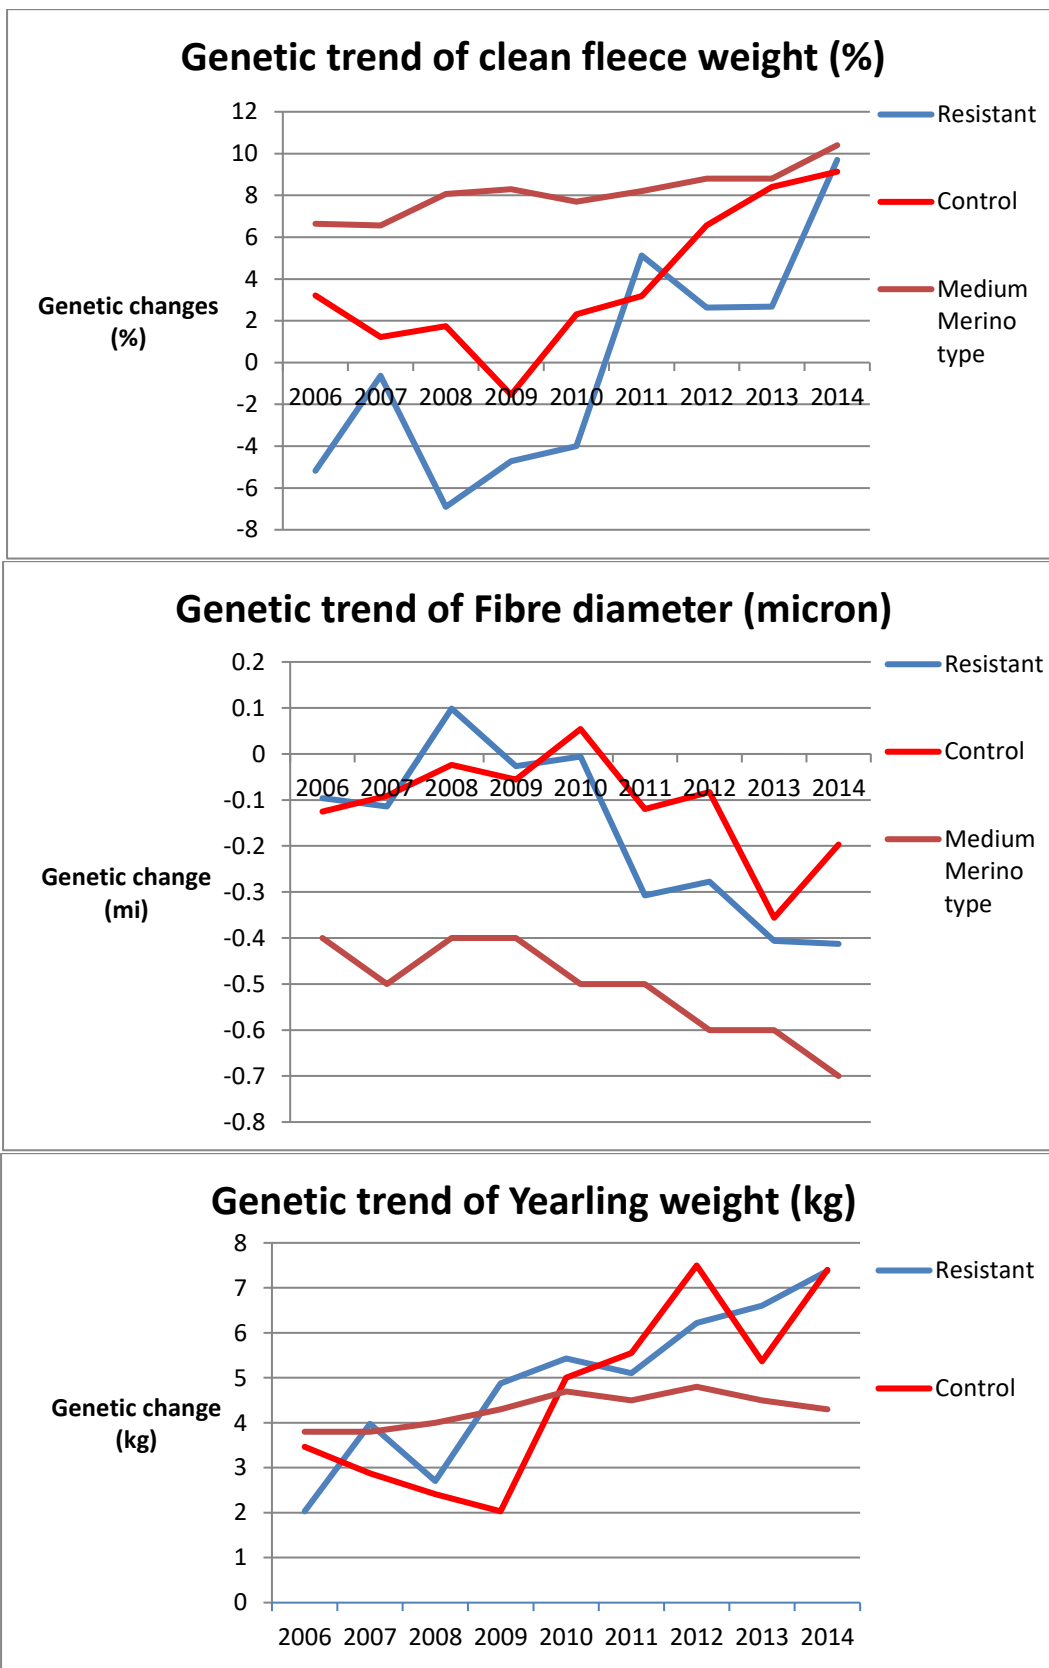 Genetic trend of clean fleece weight (%)
12
10
8
6
4
2
0
-2
-4
-6
-8
Genetic changes
(%)
2006 2007 2008 2009 2010 2011 2012 2013 2014
Resistant
Control
Medium
Merino
type
Genetic trend of Fibre diameter (micron)
0.2
0.1
0
-0.1
-0.2
-0.3
-0.4
-0.5
-0.6
-0.7
-0.8
Genetic change
(mi)
2006 2007 2008 2009 2010 2011 2012 2013 2014
Resistant
Control
Medium
Merino
type
Genetic trend of Yearling weight (kg)
8
7
6
5
4
3
2
1
0
Genetic change
(kg)
2006 2007 2008 2009 2010 2011 2012 2013 2014
Resistant
Control